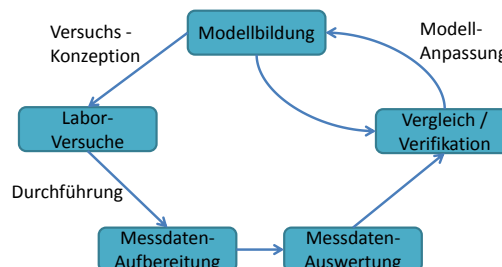 Versuchs -
Konzeption
Modellbildung
Modell-
Anpassung
Labor-
Versuche
Vergleich /
Verifikation
Durchführung
Messdaten-
Aufbereitung
Messdaten-
Auswertung